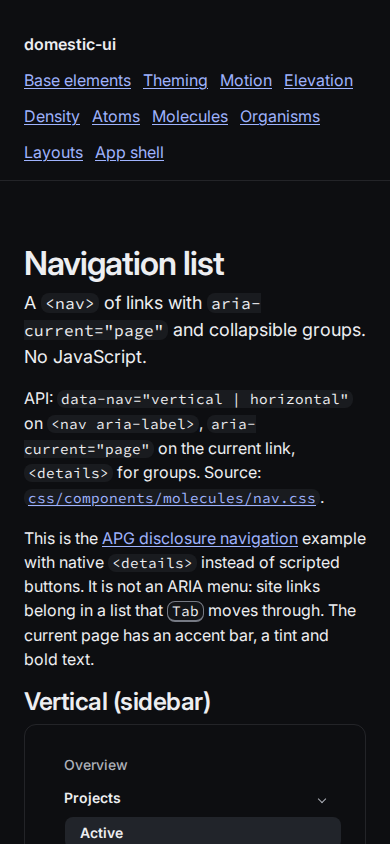 domestic-ui
Base elements Theming Motion Elevation
Density Atoms Molecules Organisms
Layouts App shell
Navigation list
A <nav> of links with aria-
current="page" and collapsible groups.
No JavaScript.
API: data-nav="vertical | horizontal"
on <nav aria-label>, aria-
current="page" on the current link,
<details> for groups. Source:
css/components/molecules/nav.css.
This is the APG disclosure navigation example
with native <details> instead of scripted
buttons. It is not an ARIA menu: site links
belong in a list that Tab moves through. The
current page has an accent bar, a tint and
bold text.
Vertical (sidebar)
Overview
Projects
Active